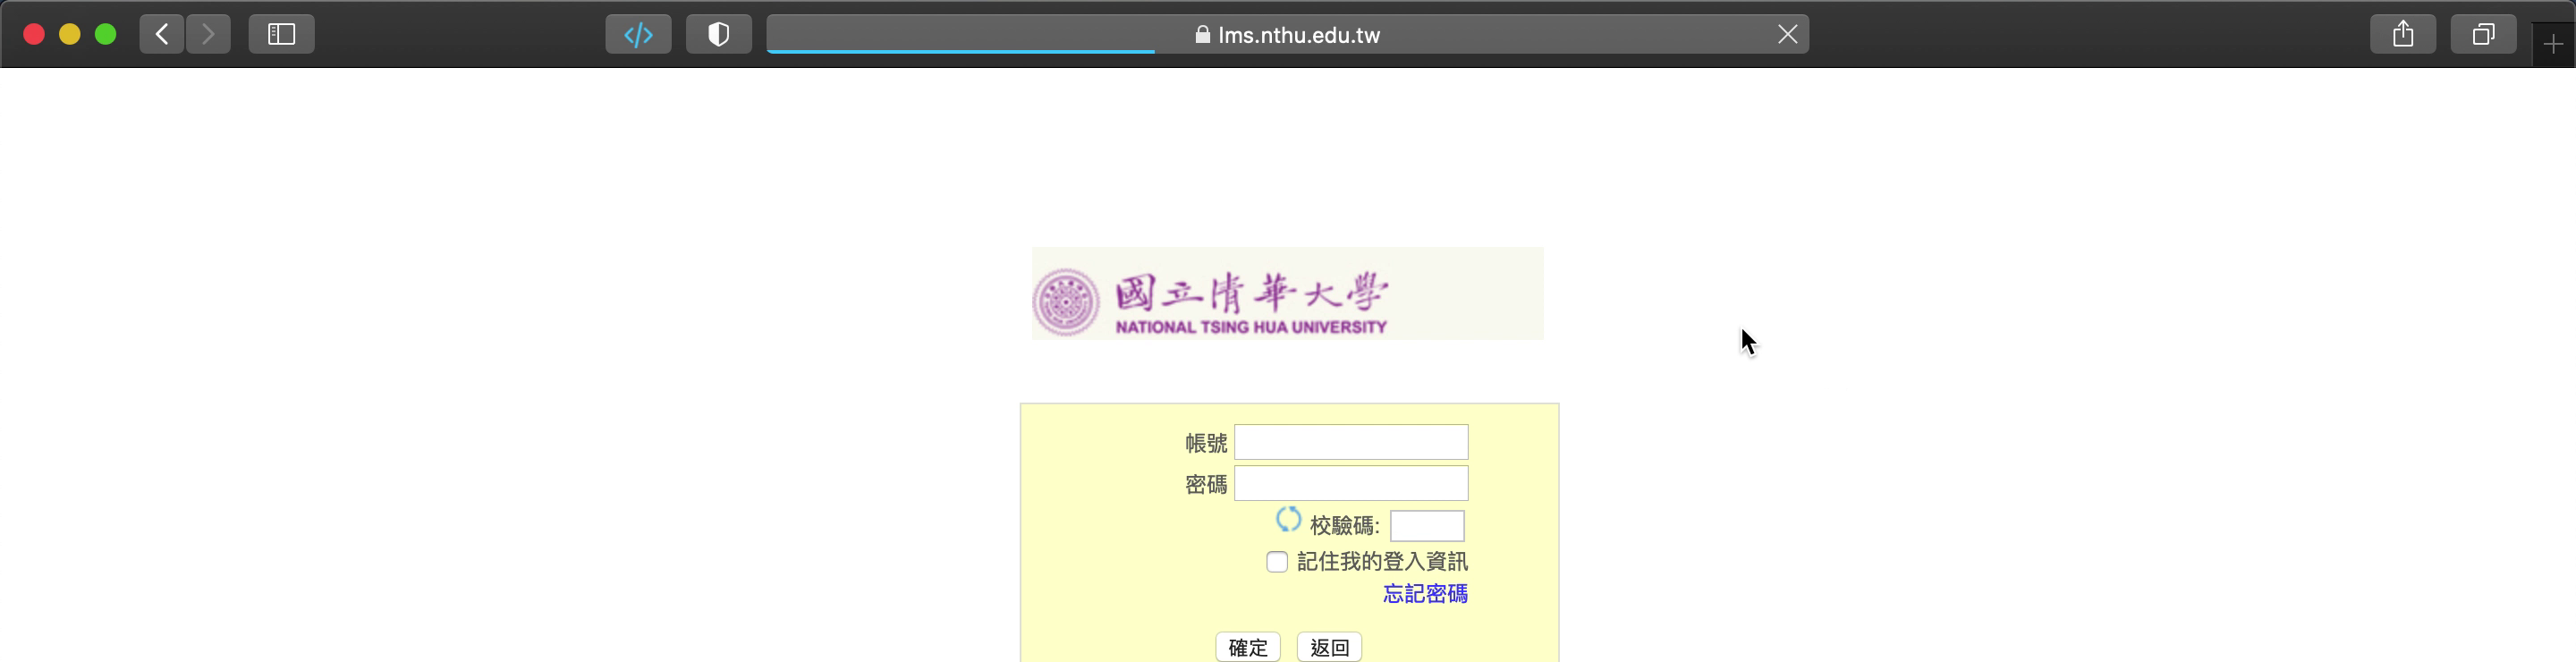 lms.nthu.edu.tw
國立清華大學
NATIONAL TSING HUA UNIVERSITY
帳號
密碼
校驗碼:
記住我的登入資訊
忘記密碼
確定 返回